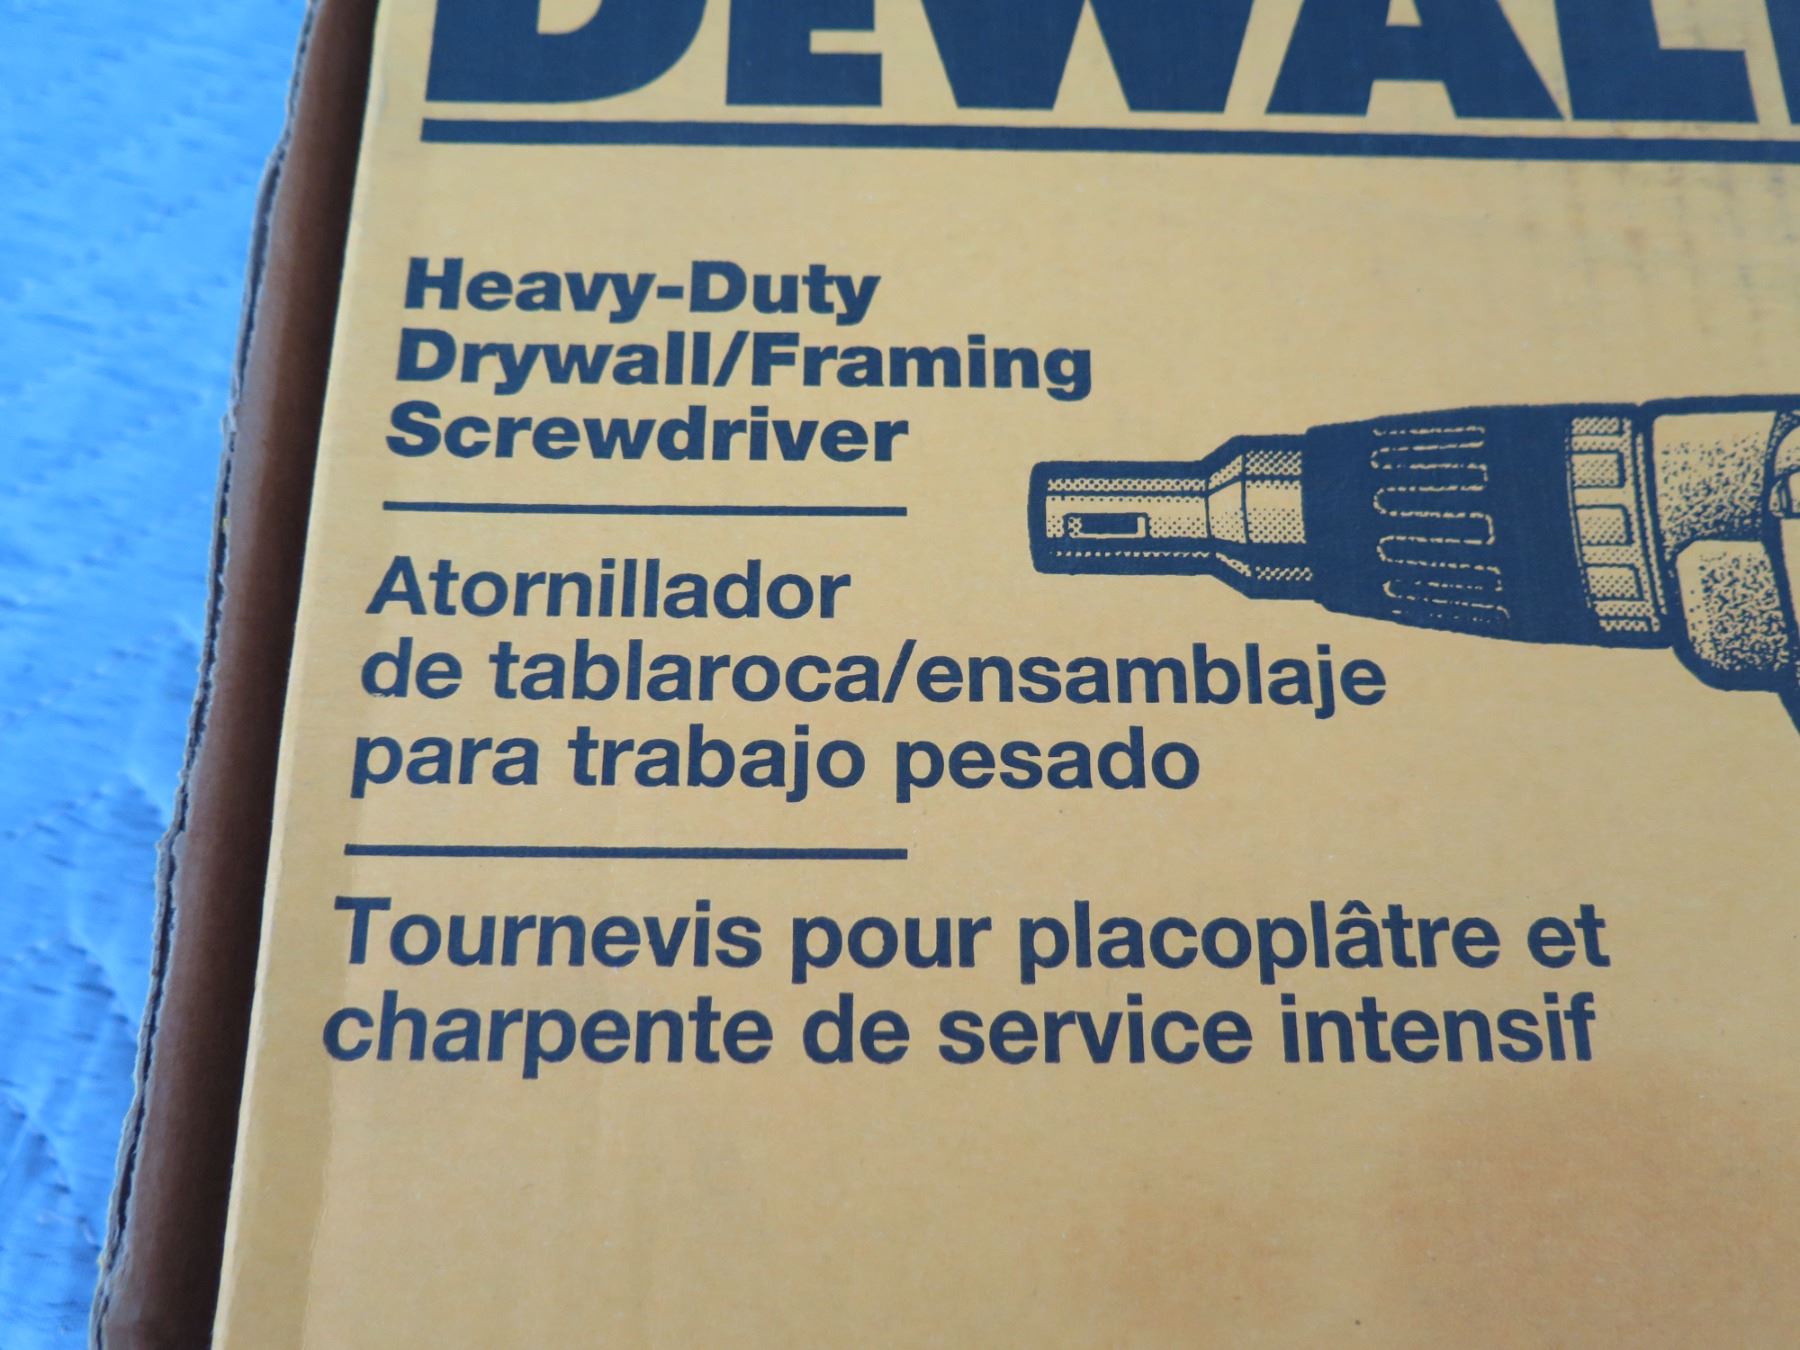 DEWALT
Heavy-Duty
Drywall/Framing
Screwdriver
Atornillador
de tablaroca/ensamblaje
para trabajo pesado
Tournevis pour placoplâtre et
charpente de service intensif